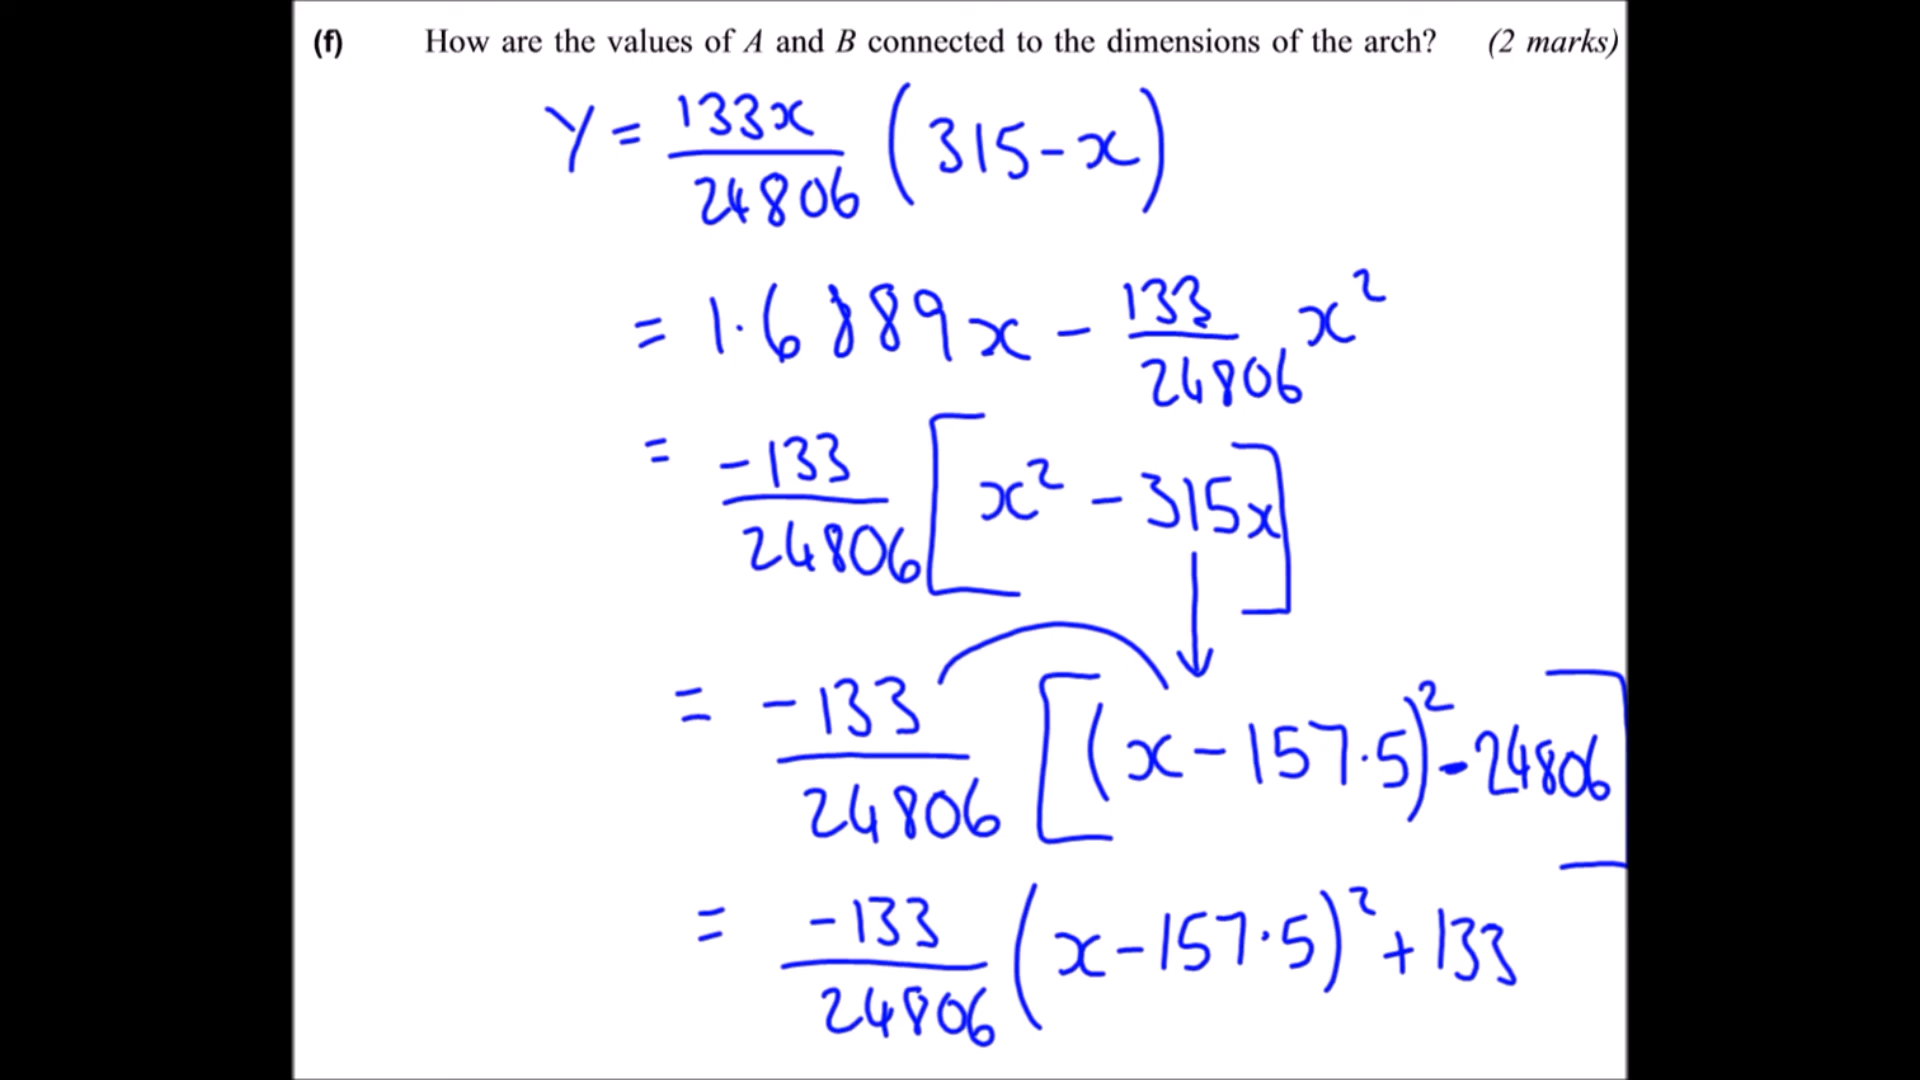 (f) How are the values of A and B connected to the dimensions of the arch? (2 marks)
Y = 133x/24806 (315 - x)
= 1.6889x - 133/24806 x²
= -133/24806 [x² - 315x]
= -133/24806 [(x - 157.5)² - 24806]
= -133/24806 (x - 157.5)² + 133